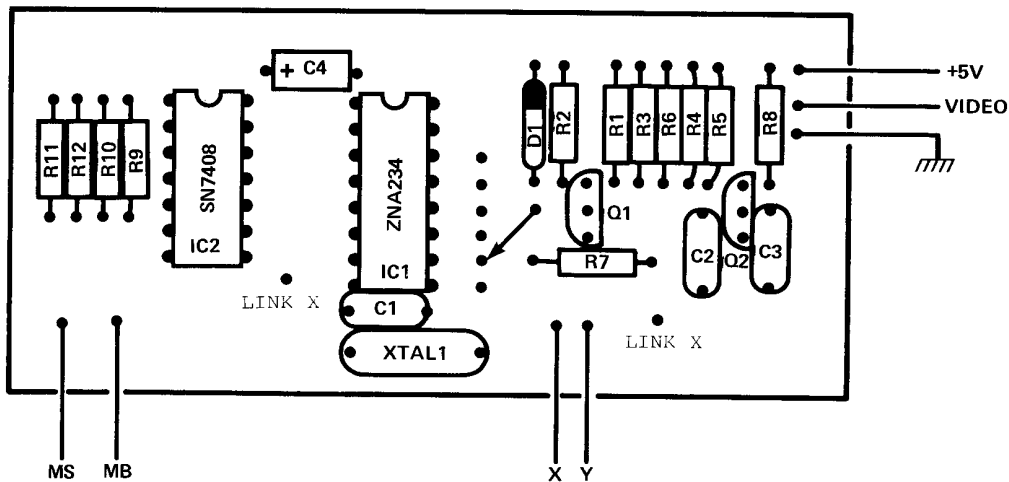 + C4
+5V
VIDEO
R11
R12
R10
R9
SN7408
IC2
ZNA234
IC1
D1
R2
R1
R3
R6
R4
R5
R8
Q1
R7
C2
Q2
C3
LINK X
C1
XTAL1
LINK X
MS
MB
X
Y